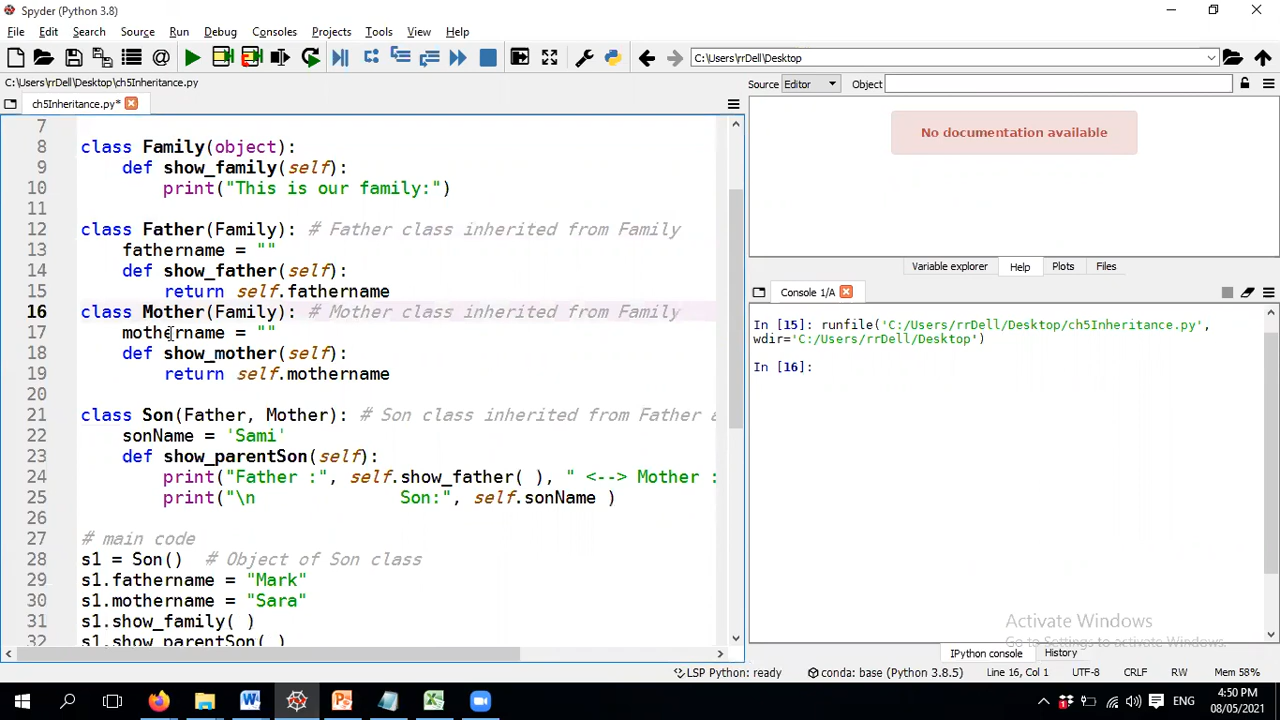 Spyder (Python 3.8)
File Edit Search Source Run Debug Consoles Projects Tools View Help
C:\Users\rrDell\Desktop
C:\Users\rrDell\Desktop\ch5Inheritance.py
ch5Inheritance.py*
7
8 class Family(object):
9 def show_family(self):
10 print("This is our family:")
11
12 class Father(Family): # Father class inherited from Family
13 fathername = ""
14 def show_father(self):
15 return self.fathername
16 class Mother(Family): # Mother class inherited from Family
17 mothername = ""
18 def show_mother(self):
19 return self.mothername
20
21 class Son(Father, Mother): # Son class inherited from Father a
22 sonName = 'Sami'
23 def show_parentSon(self):
24 print("Father :", self.show_father( ), " <--> Mother :
25 print("\n            Son:", self.sonName )
26
27 # main code
28 s1 = Son()  # Object of Son class
29 s1.fathername = "Mark"
30 s1.mothername = "Sara"
31 s1.show_family( )
32 s1.show_parentSon( )
Source Editor Object
No documentation available
Variable explorer Help Plots Files
Console 1/A
In [15]: runfile('C:/Users/rrDell/Desktop/ch5Inheritance.py',
wdir='C:/Users/rrDell/Desktop')
In [16]:
Activate Windows
Go to Settings to activate Windows.
IPython console History
LSP Python: ready conda: base (Python 3.8.5) Line 16, Col 1 UTF-8 CRLF RW Mem 58%
ENG
4:50 PM
08/05/2021